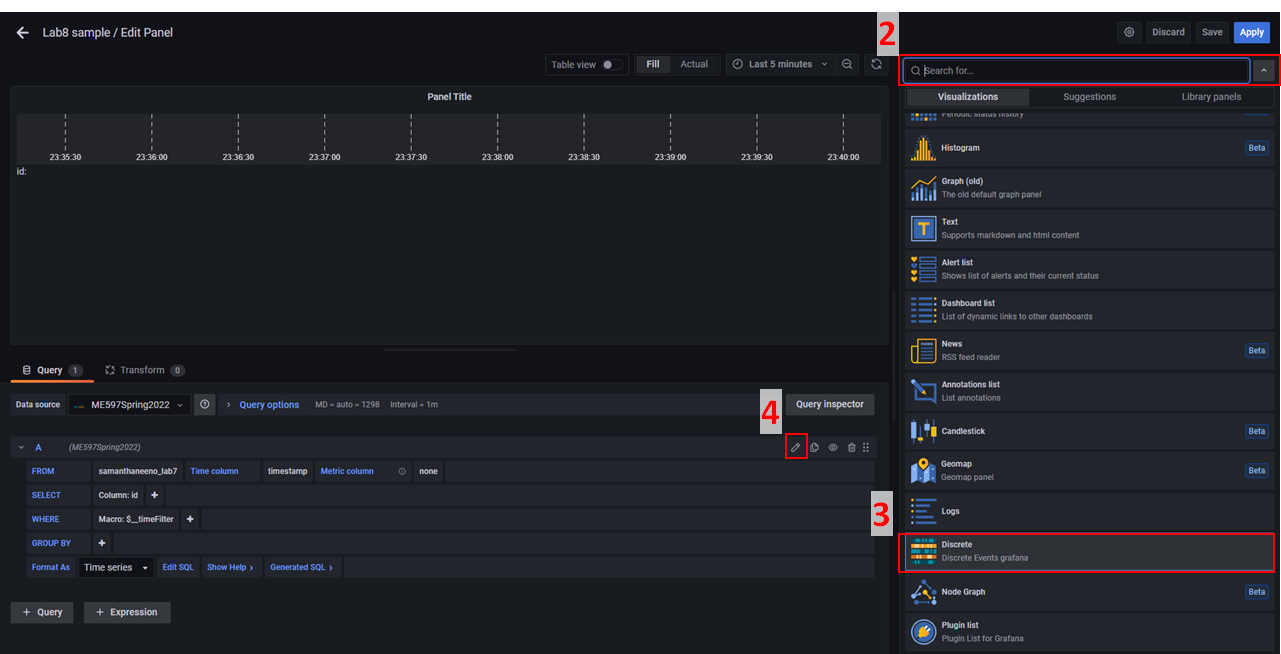 Lab8 sample / Edit Panel
2
Discard
Save
Apply
Table view
Fill
Actual
Last 5 minutes
Search for...
Visualizations
Suggestions
Library panels
Panel Title
23:35:30 23:36:00 23:36:30 23:37:00 23:37:30 23:38:00 23:38:30 23:39:00 23:39:30 23:40:00
id:
Periodic status history
Histogram
Beta
Graph (old)
The old default graph panel
Text
Supports markdown and html content
Alert list
Shows list of alerts and their current status
Dashboard list
List of dynamic links to other dashboards
News
RSS feed reader
Beta
Annotations list
List annotations
Candlestick
Beta
Geomap
Geomap panel
Beta
Logs
3
Discrete
Discrete Events grafana
Node Graph
Beta
Plugin list
Plugin List for Grafana
Query 1
Transform 0
Data source
ME597Spring2022
Query options
MD = auto = 1298
Interval = 1m
4
Query inspector
A
(ME597Spring2022)
FROM samanthaneeno_lab7 Time column timestamp Metric column none
SELECT Column: id +
WHERE Macro: $__timeFilter +
GROUP BY +
Format As Time series Edit SQL Show Help > Generated SQL >
+ Query
+ Expression